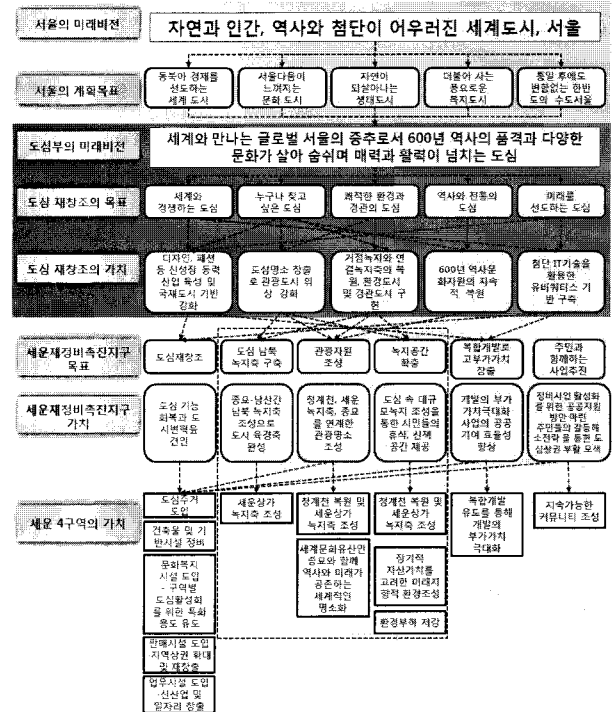 서울의 미래비전
자연과 인간, 역사와 첨단이 어우러진 세계도시, 서울
서울의 계획목표
동북아 경제를
선도하는
세계 도시
서울다움이
느껴지는
문화 도시
자연이
되살아나는
생태도시
더불어 사는
풍요로운
복지도시
통일 후에도
변함없는 한반
도의 수도서울
도심부의 미래비전
세계와 만나는 글로벌 서울의 중추로서 600년 역사의 품격과 다양한
문화가 살아 숨쉬며 매력과 활력이 넘치는 도심
도심 재창조의 목표
세계와
경쟁하는 도심
누구나 찾고
싶은 도심
쾌적한 환경과
경관의 도심
역사와 전통의
도심
미래를
선도하는 도심
도심 재창조의 가치
디자인, 패션
등 신성장 동력
산업 육성 및
국제도시 기반
강화
도심명소 창출
로 관광도시 위
상 강화
거점녹지와 연
결녹지축의 복
원, 환경도시
및 경관도시 구
현
600년 역사문
화자원의 지속
적 복원
첨단 IT기술을
활용한
유비쿼터스 기
반 구축
세운재정비촉진지구
목표
도심재창조
도심 남북
녹지축 구축
관광자원
조성
녹지공간
확충
복합개발로
고부가가치
창출
주민과
함께하는
사업추진
세운재정비촉진지구
가치
도심 기능
회복과 도
시변혁을
견인
종묘-남산간
남북 녹지축
조성으로
도시 육경축
완성
청계천, 세운
녹지축, 종묘
를 연계한
관광명소
조성
도심 속 대규
모녹지 조성을
통한 시민들의
휴식, 산책
공간 제공
개발의 부가
가치극대화
사업의 공공
기여 효율성
향상
정비사업 활성화
를 위한 공공지원
방안 마련
주민들의 갈등해
소전략 을 통한 도
심상권 부활 모색
세운 4구역의 가치
도심주거
도입
건축물 및 기
반시설 정비
문화복지
시설 도입
- 구역별
도심활성화
를 위한 특화
용도 유도
판매시설 도입
-지역상권 확대
및 재창출
업무시설 도입
-신산업 및
일자리 창출
세운상가
녹지축 조성
청계천 복원 및
세운상가
녹지축 조성
세계문화유산인
종묘와 함께
역사와 미래가
공존하는
세계적인
명소화
청계천 복원 및
세운상가
녹지축 조성
장기적
자산가치를
고려한 미래지
향적 환경조성
환경부하 저감
복합개발
유도를 통해
개발의
부가가치
극대화
지속가능한
커뮤니티 조성